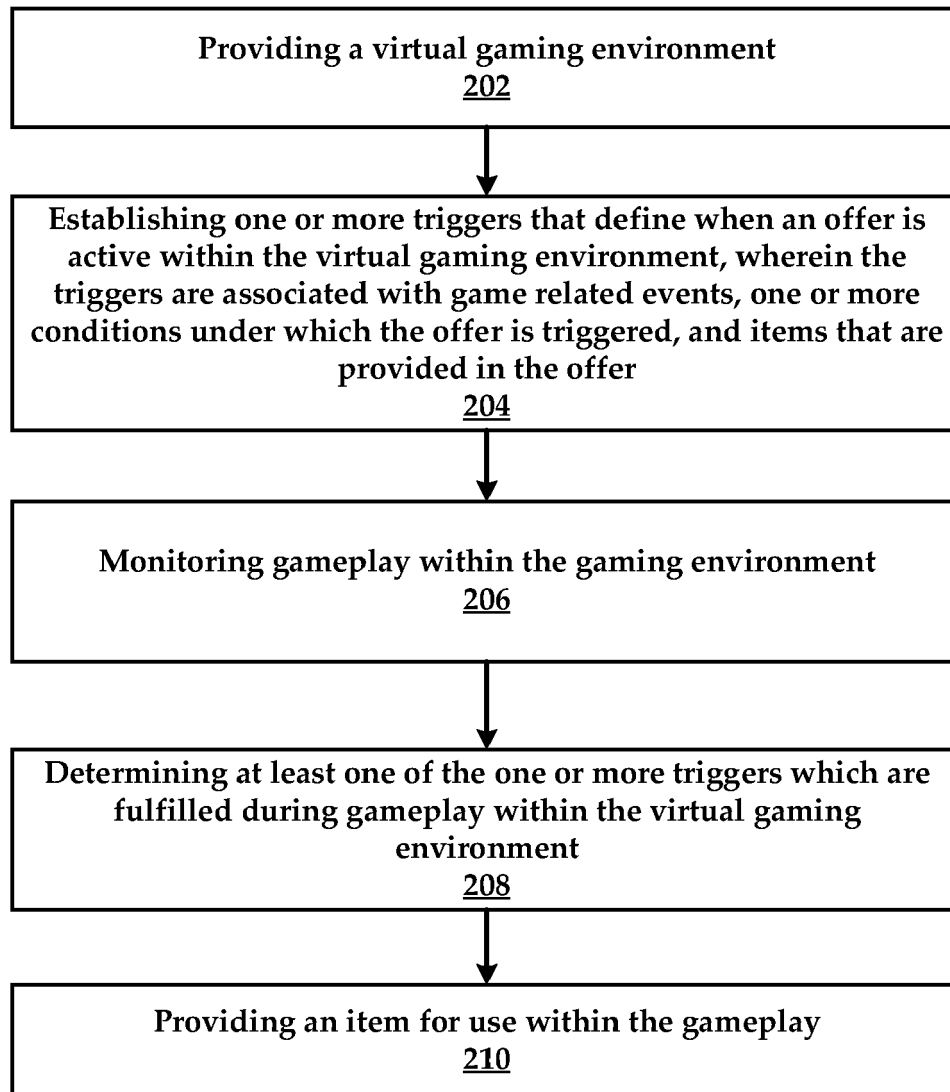 Providing a virtual gaming environment
202
Establishing one or more triggers that define when an offer is
active within the virtual gaming environment, wherein the
triggers are associated with game related events, one or more
conditions under which the offer is triggered, and items that are
provided in the offer
204
Monitoring gameplay within the gaming environment
206
Determining at least one of the one or more triggers which are
fulfilled during gameplay within the virtual gaming
environment
208
Providing an item for use within the gameplay
210